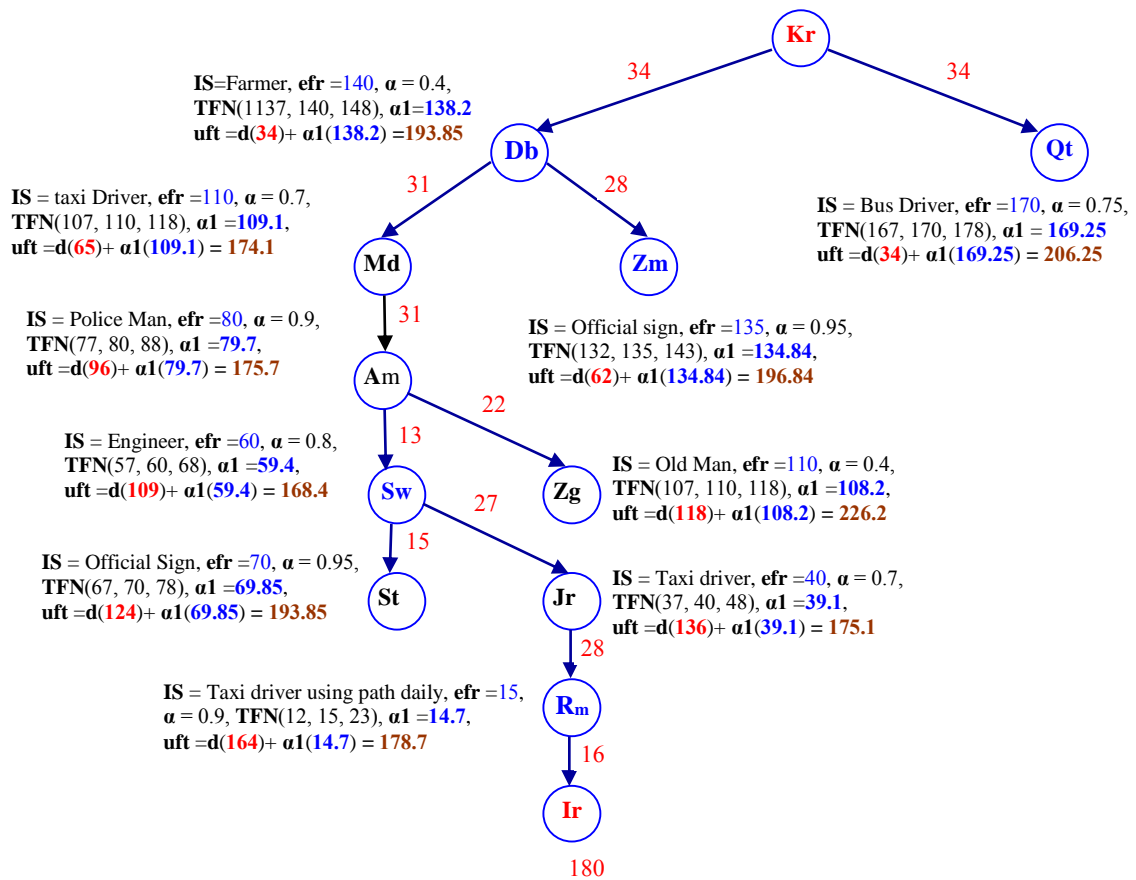 Kr
34
34
IS=Farmer, efr =140, α = 0.4,
TFN(1137, 140, 148), α1=138.2
uft =d(34)+ α1(138.2) =193.85
Db
Qt
31
28
IS = taxi Driver, efr =110, α = 0.7,
TFN(107, 110, 118), α1 =109.1,
uft =d(65)+ α1(109.1) = 174.1
IS = Bus Driver, efr =170, α = 0.75,
TFN(167, 170, 178), α1 = 169.25
uft =d(34)+ α1(169.25) = 206.25
Md
Zm
31
IS = Police Man, efr =80, α = 0.9,
TFN(77, 80, 88), α1 =79.7,
uft =d(96)+ α1(79.7) = 175.7
IS = Official sign, efr =135, α = 0.95,
TFN(132, 135, 143), α1 =134.84,
uft =d(62)+ α1(134.84) = 196.84
Am
22
13
IS = Engineer, efr =60, α = 0.8,
TFN(57, 60, 68), α1 =59.4,
uft =d(109)+ α1(59.4) = 168.4
Sw
Zg
IS = Old Man, efr =110, α = 0.4,
TFN(107, 110, 118), α1 =108.2,
uft =d(118)+ α1(108.2) = 226.2
27
15
IS = Official Sign, efr =70, α = 0.95,
TFN(67, 70, 78), α1 =69.85,
uft =d(124)+ α1(69.85) = 193.85
St
Jr
IS = Taxi driver, efr =40, α = 0.7,
TFN(37, 40, 48), α1 =39.1,
uft =d(136)+ α1(39.1) = 175.1
28
IS = Taxi driver using path daily, efr =15,
α = 0.9, TFN(12, 15, 23), α1 =14.7,
uft =d(164)+ α1(14.7) = 178.7
Rm
16
Ir
180